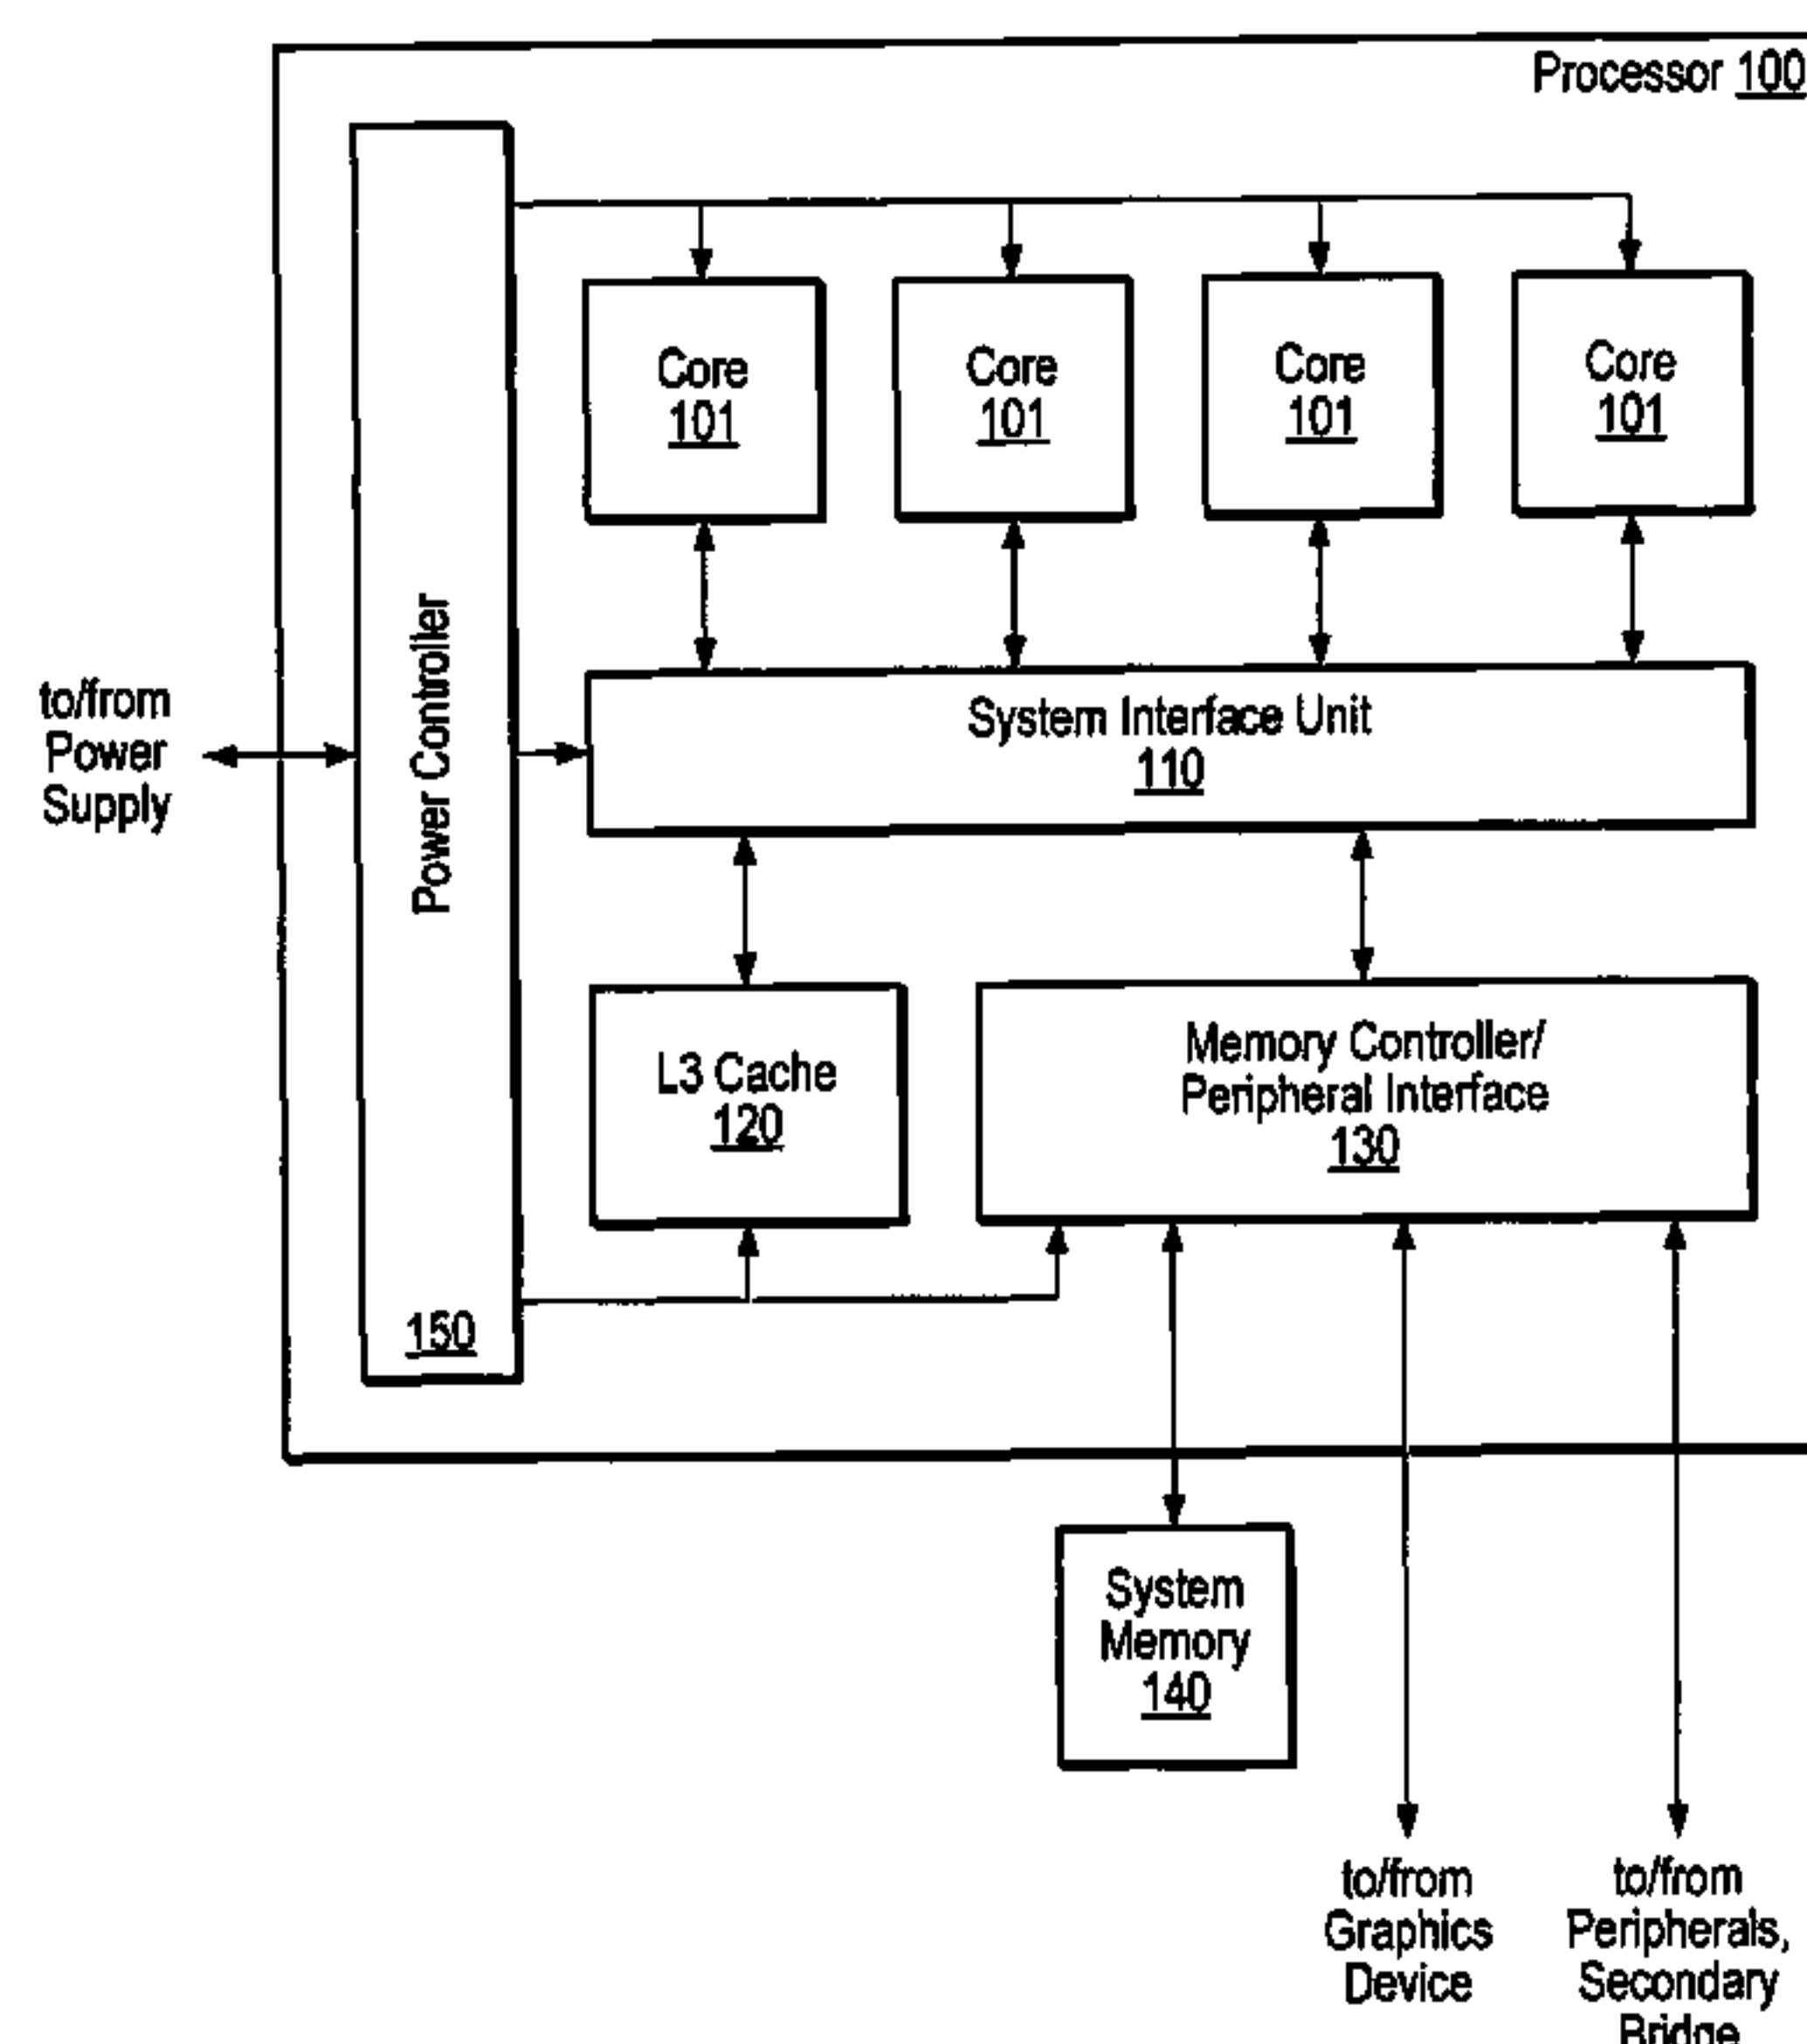 Processor 100
Core
101
Core
101
Core
101
Core
101
to/from
Power
Supply
Power Controller
150
System Interface Unit
110
L3 Cache
120
Memory Controller/
Peripheral Interface
130
System
Memory
140
to/from
Graphics
Device
to/from
Peripherals,
Secondary
Bridge